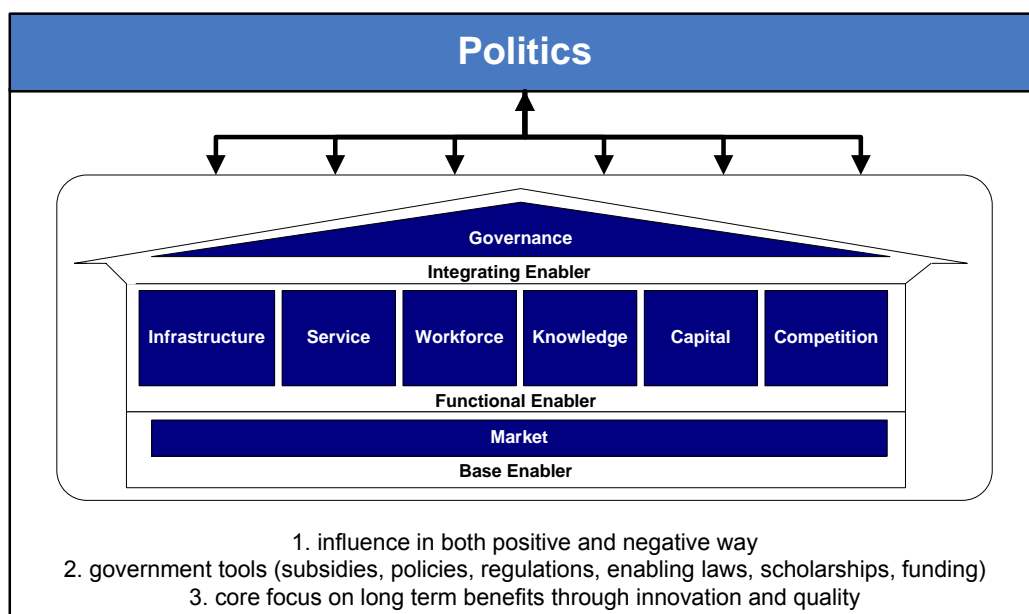 Politics
Governance
Integrating Enabler
Infrastructure Service Workforce Knowledge Capital Competition
Functional Enabler
Market
Base Enabler
1. influence in both positive and negative way
2. government tools (subsidies, policies, regulations, enabling laws, scholarships, funding)
3. core focus on long term benefits through innovation and quality